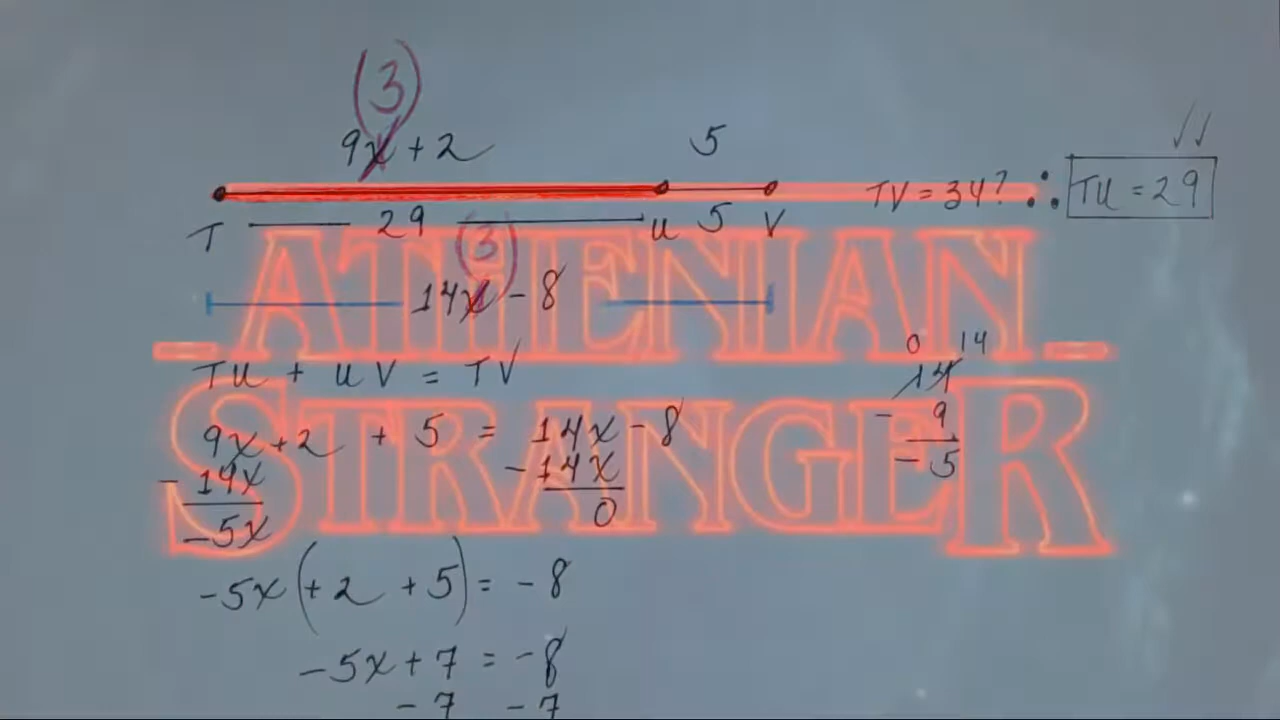 (3)
9x + 2 5
TV = 34? ∴ TU = 29
T 29 U 5 V
(3)
14x - 8
ATHENIAN
STRANGER
TU + UV = TV
9x + 2 + 5 = 14x - 8
- 14x - 14x
-5x 0
0 14
14
- 9
- 5
-5x (+2 +5) = -8
-5x + 7 = -8
- 7 - 7